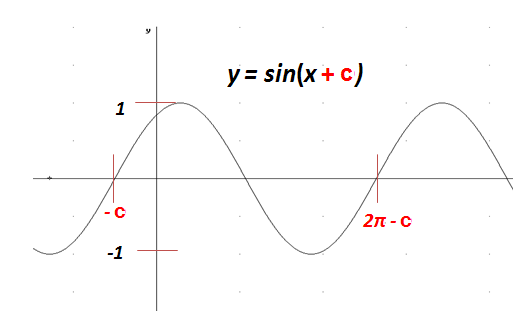 y
y = sin(x + c)
1
- c
2π - c
-1